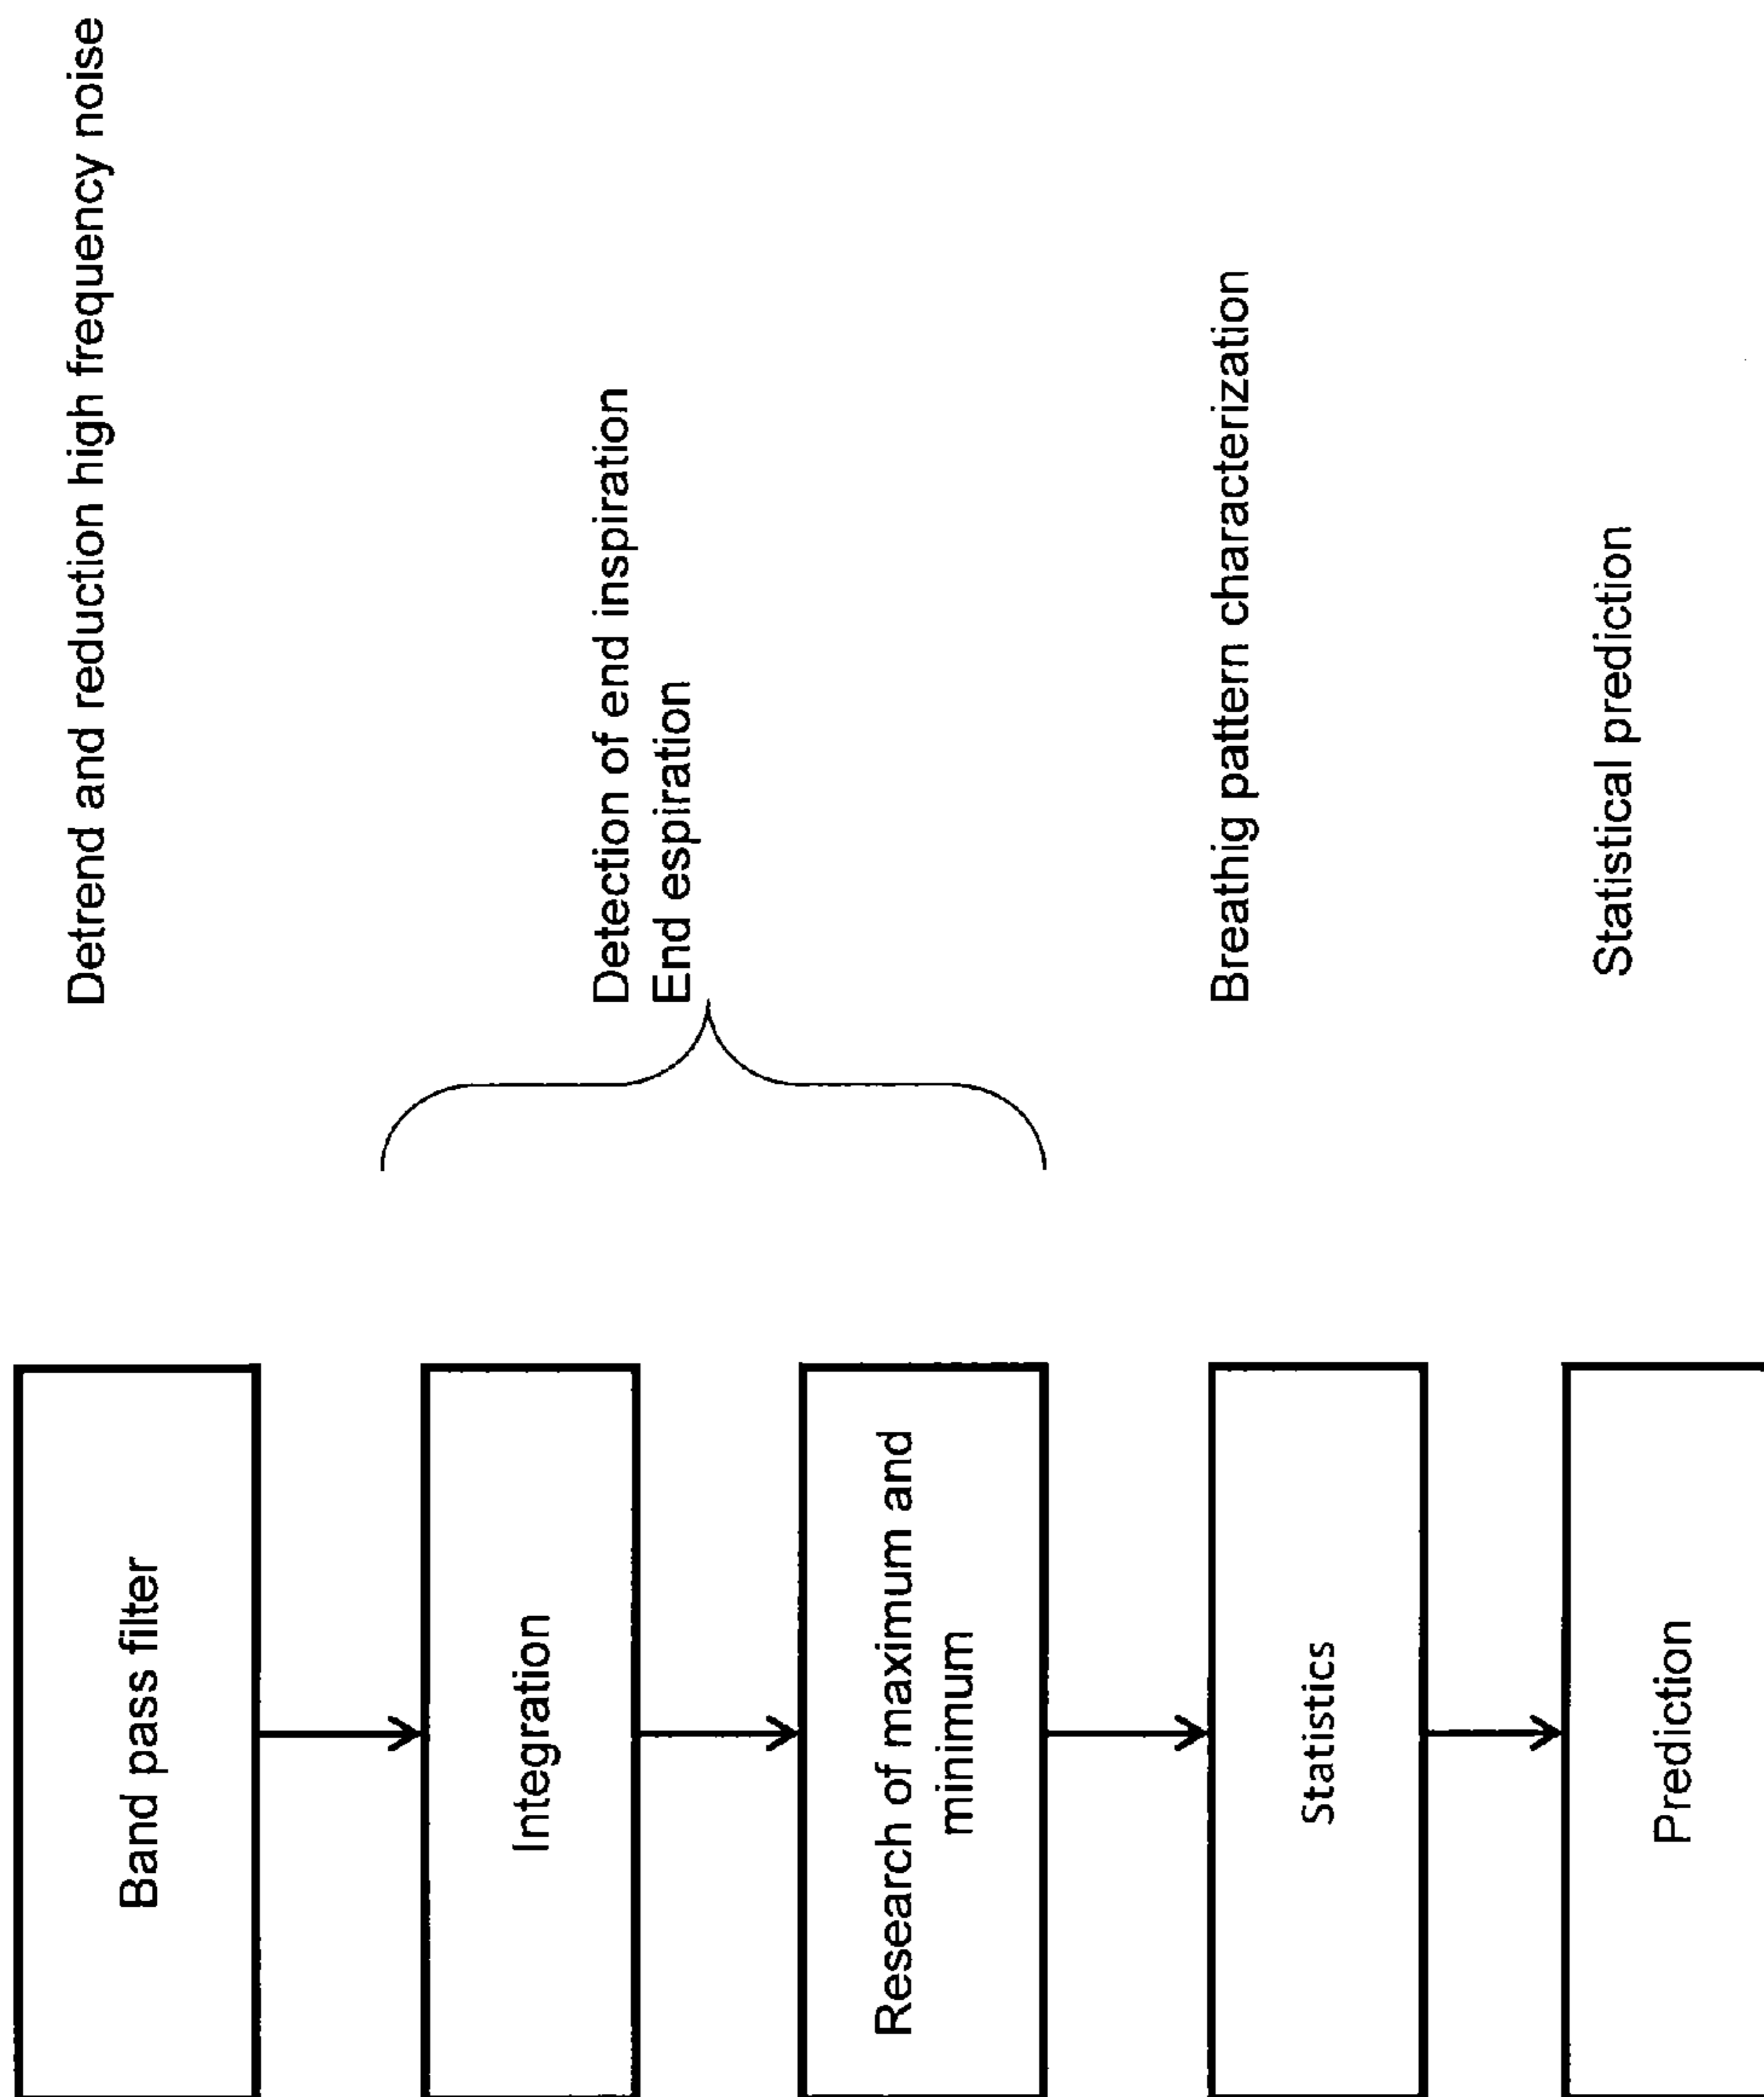 Band pass filter
Detrend and reduction high frequency noise
Integration
Research of maximum and
minimum
Detection of end inspiration
End espiration
Statistics
Breathig pattern characterization
Prediction
Statistical prediction